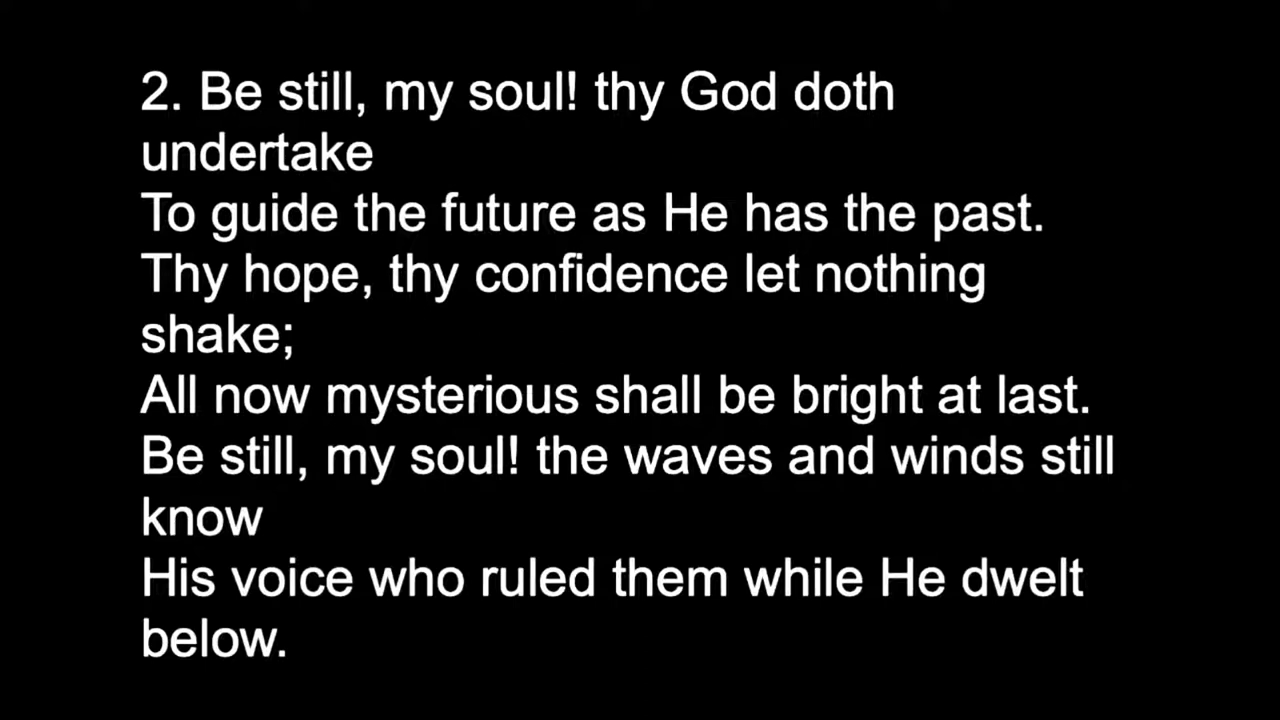 2. Be still, my soul! thy God doth
undertake
To guide the future as He has the past.
Thy hope, thy confidence let nothing
shake;
All now mysterious shall be bright at last.
Be still, my soul! the waves and winds still
know
His voice who ruled them while He dwelt
below.